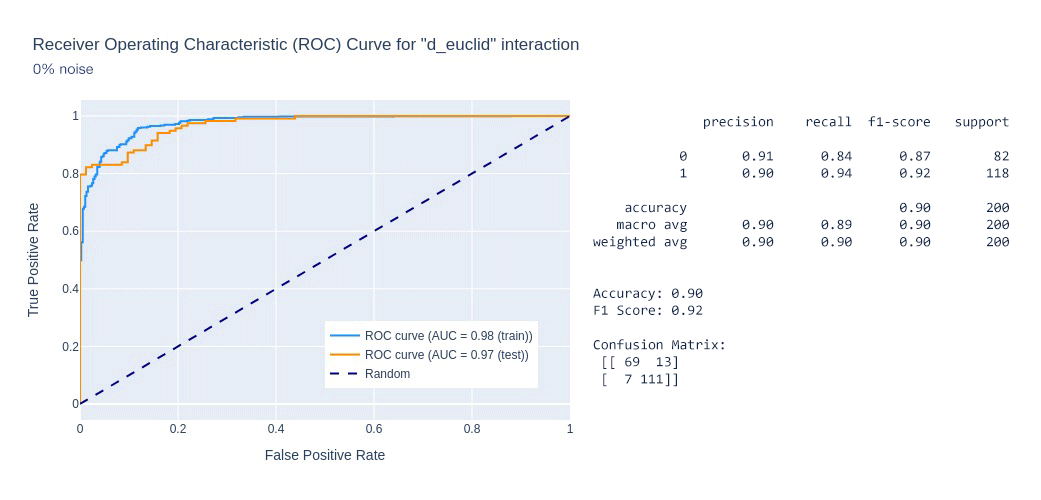 Receiver Operating Characteristic (ROC) Curve for "d_euclid" interaction
0% noise
True Positive Rate
1
0.8
0.6
0.4
0.2
0
0 0.2 0.4 0.6 0.8 1
False Positive Rate
ROC curve (AUC = 0.98 (train))
ROC curve (AUC = 0.97 (test))
Random
precision recall f1-score support
0 0.91 0.84 0.87 82
1 0.90 0.94 0.92 118
accuracy 0.90 200
macro avg 0.90 0.89 0.90 200
weighted avg 0.90 0.90 0.90 200
Accuracy: 0.90
F1 Score: 0.92
Confusion Matrix:
[[ 69 13]
[ 7 111]]